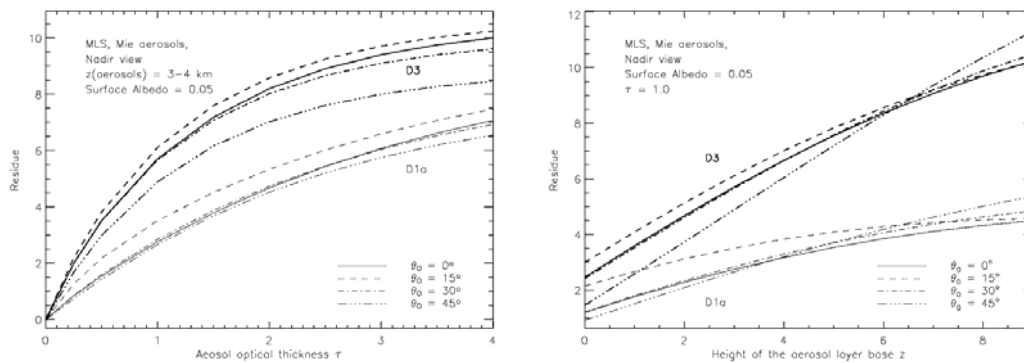 MLS, Mie aerosols,
Nadir view
z(aerosols) = 3-4 km
Surface Albedo = 0.05
D3
D1a
θ₀ = 0°
θ₀ = 15°
θ₀ = 30°
θ₀ = 45°
Residue
10
8
6
4
2
0
0 1 2 3 4
Aeosol optical thickness τ
MLS, Mie aerosols,
Nadir view
Surface Albedo = 0.05
τ = 1.0
D3
D1a
θ₀ = 0°
θ₀ = 15°
θ₀ = 30°
θ₀ = 45°
Residue
12
10
8
6
4
2
0
0 2 4 6 8
Height of the aerosol layer base z